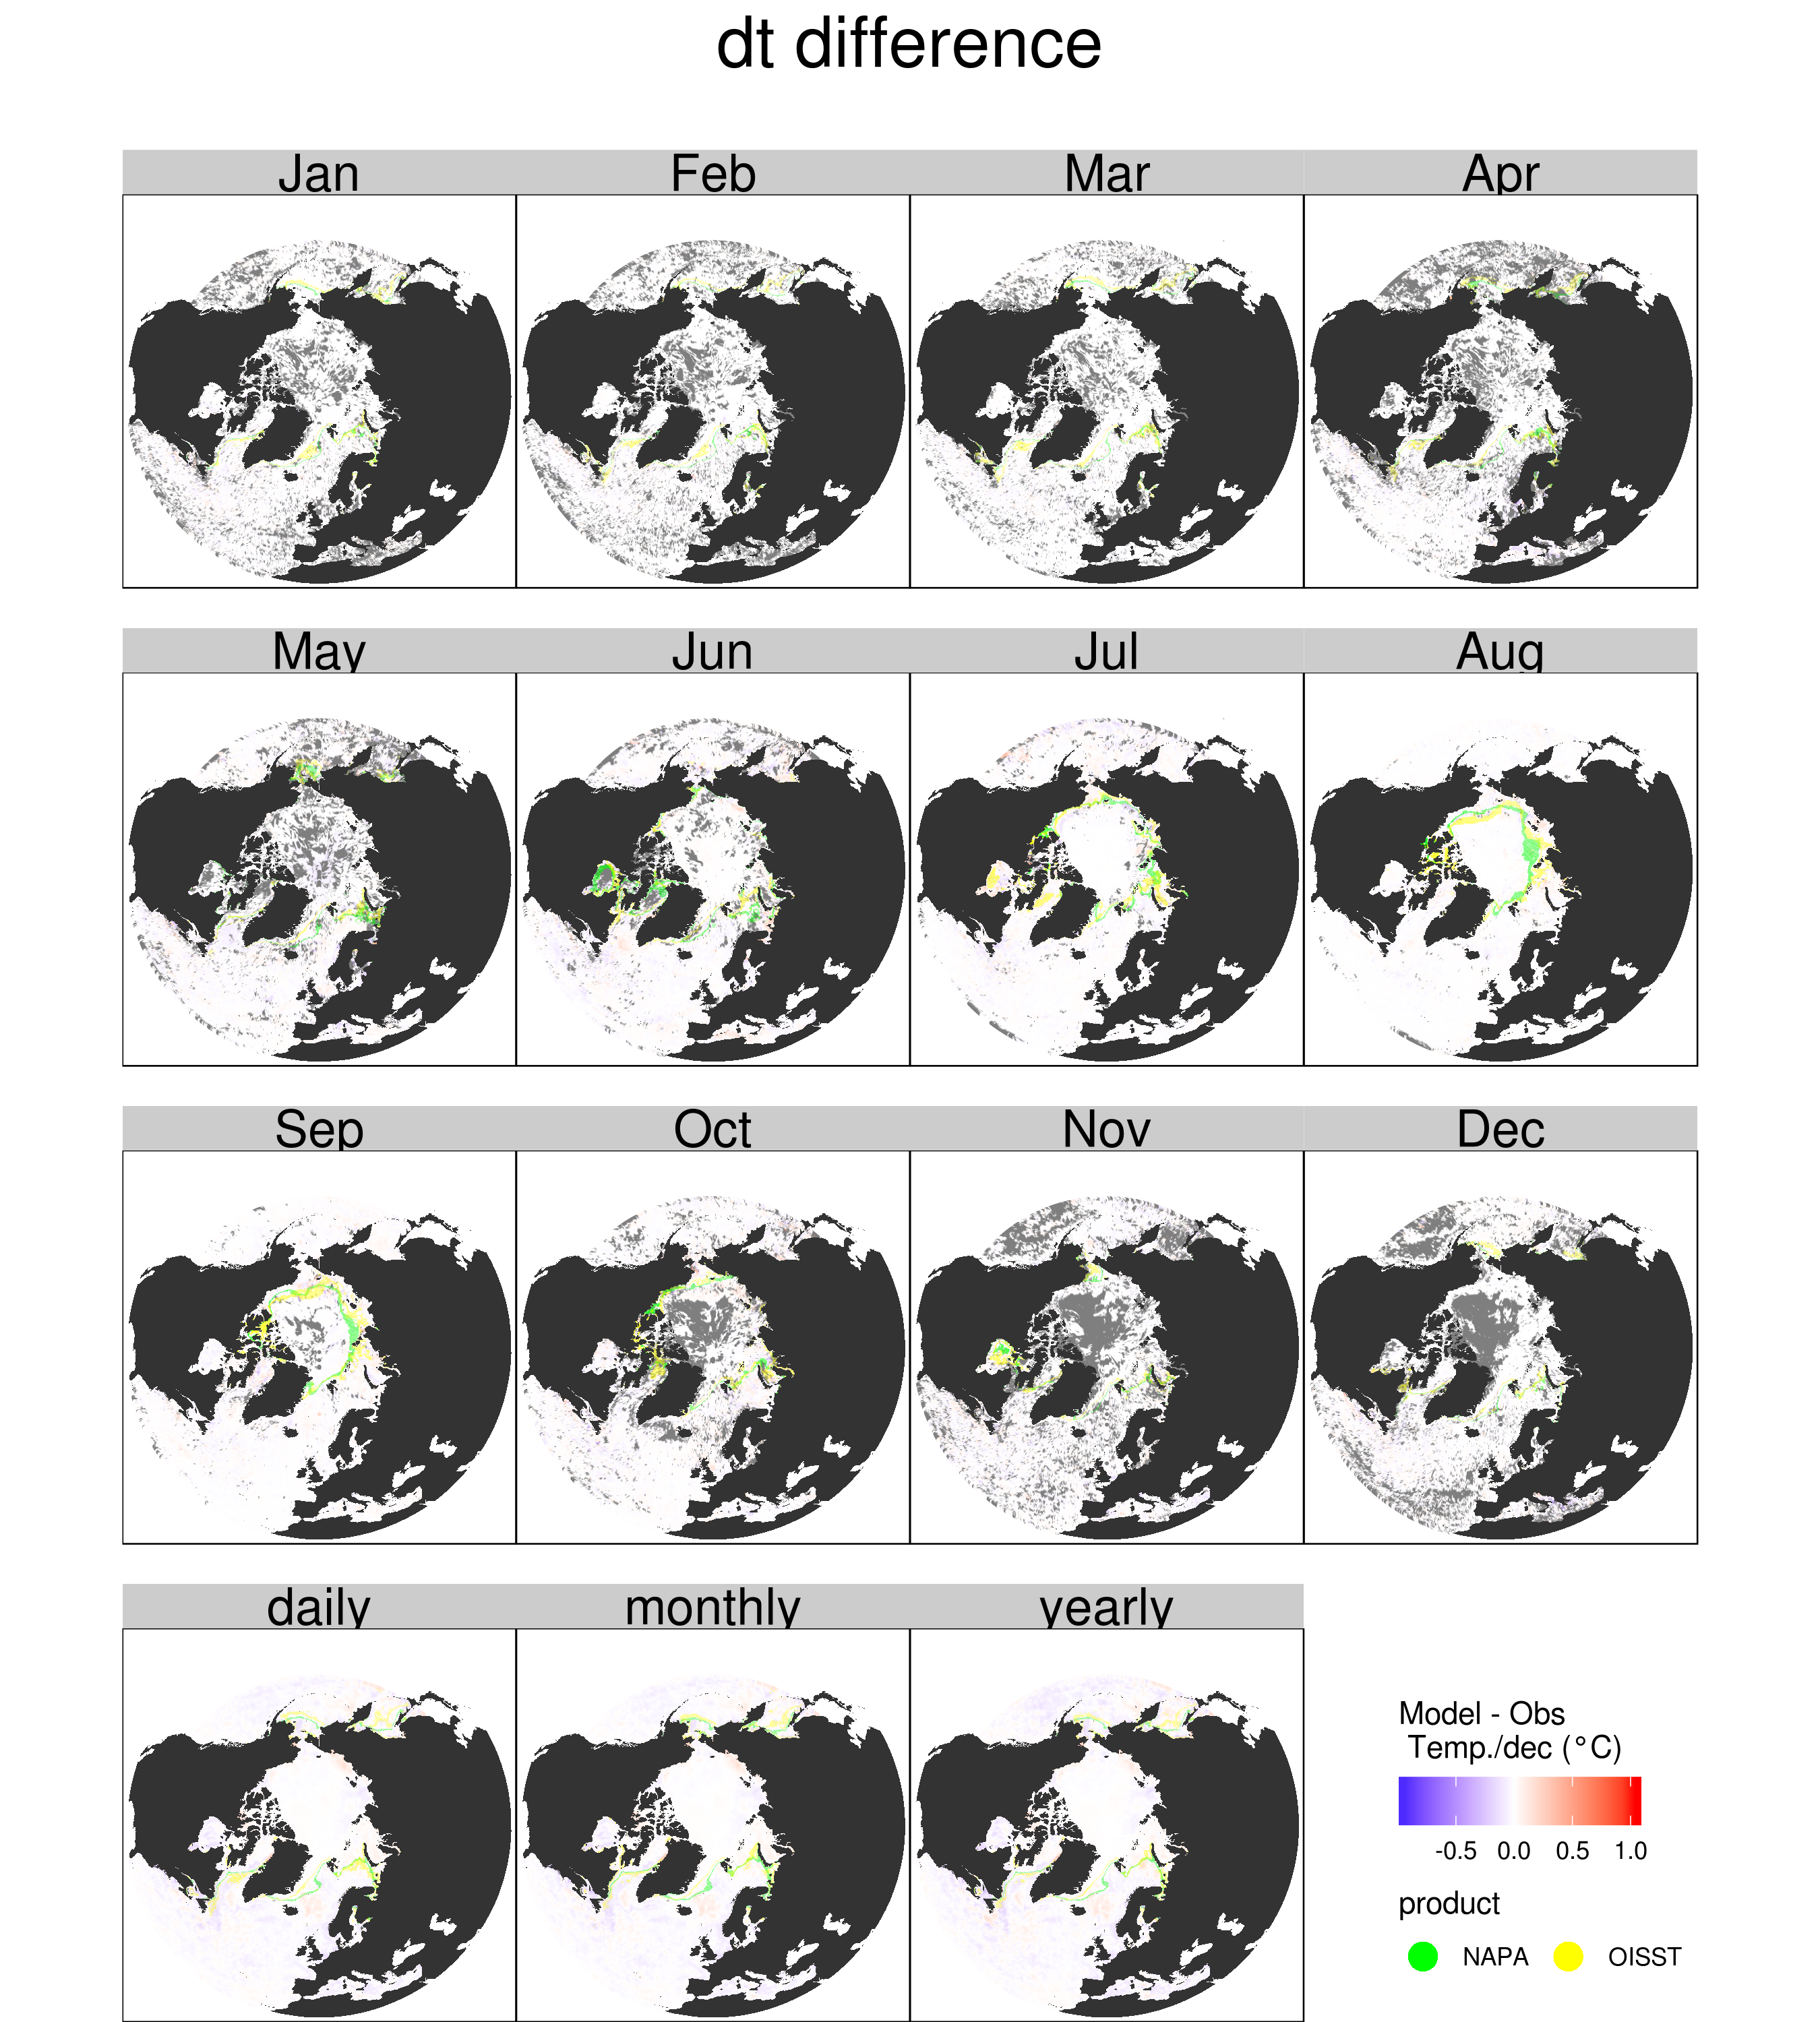 dt difference
Jan Feb Mar Apr
May Jun Jul Aug
Sep Oct Nov Dec
daily monthly yearly
Model - Obs
Temp./dec (°C)
-0.5 0.0 0.5 1.0
product
NAPA OISST